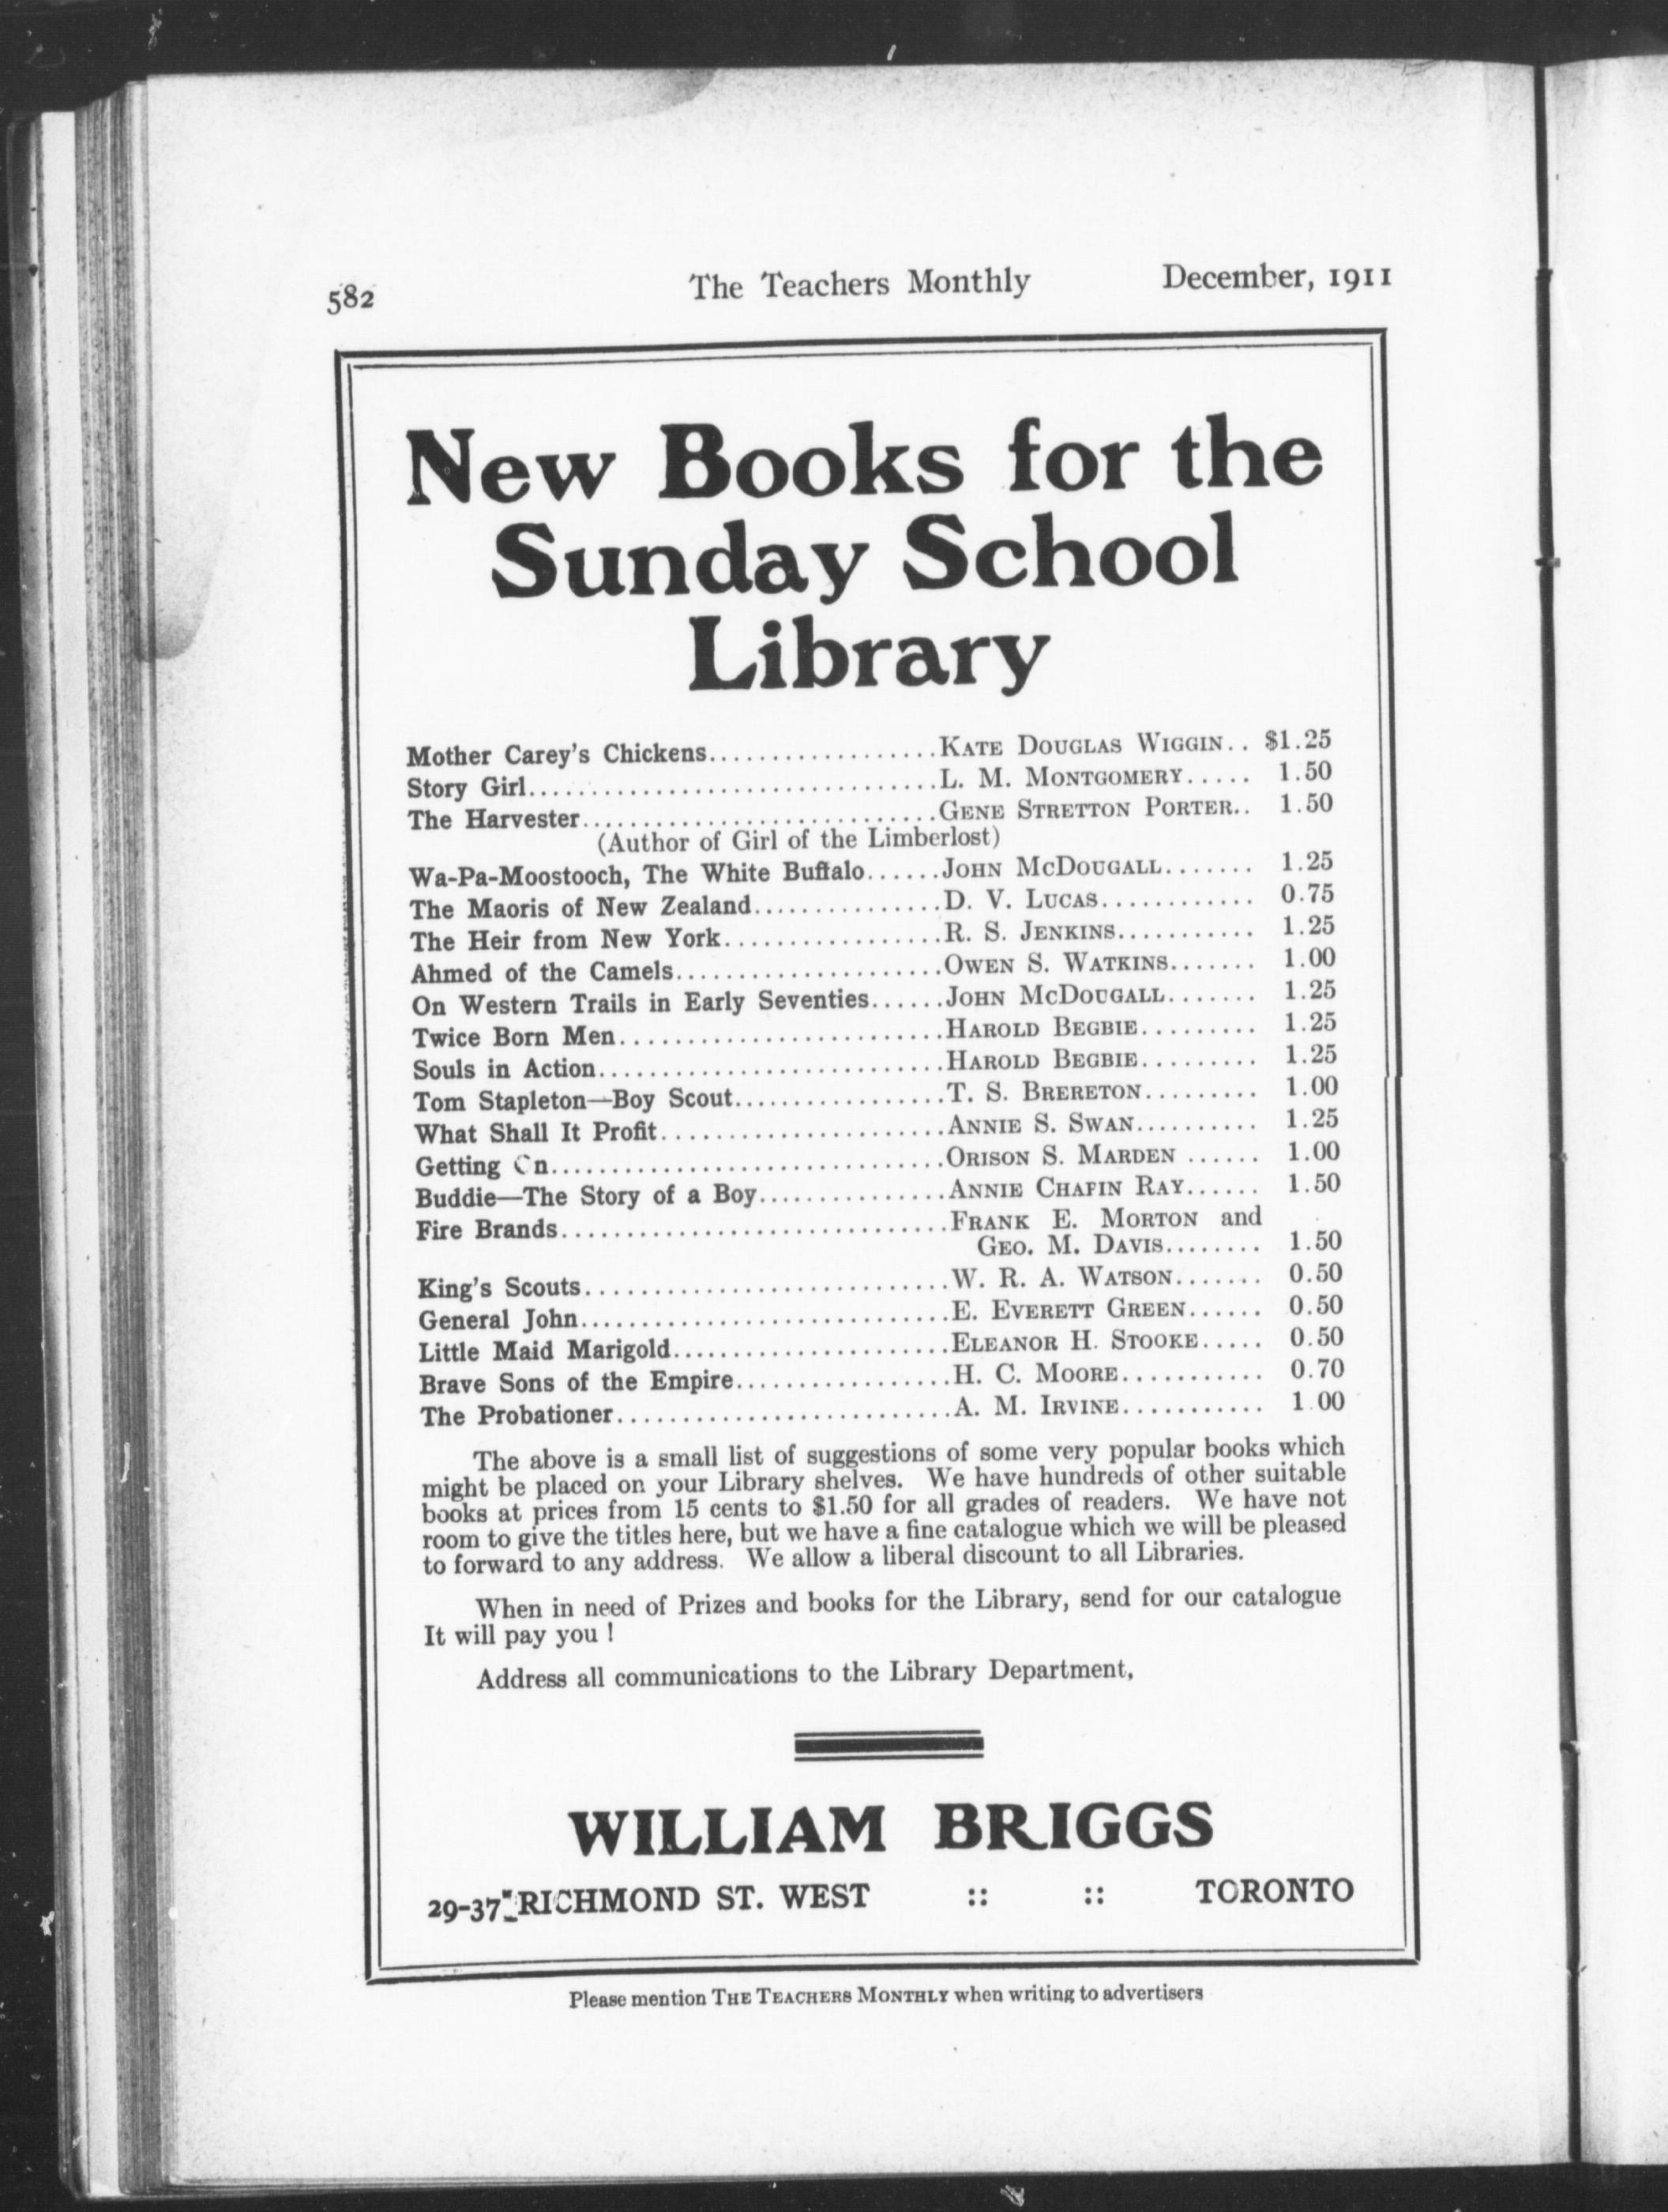 582 The Teachers Monthly December, 1911
New Books for the
Sunday School
Library
Mother Carey's Chickens..................KATE DOUGLAS WIGGIN.. $1.25
Story Girl................................L. M. MONTGOMERY..... 1.50
The Harvester............................GENE STRETTON PORTER.. 1.50
(Author of Girl of the Limberlost)
Wa-Pa-Moostooch, The White Buffalo......JOHN MCDOUGALL....... 1.25
The Maoris of New Zealand...............D. V. LUCAS............ 0.75
The Heir from New York.................R. S. JENKINS........... 1.25
Ahmed of the Camels.....................OWEN S. WATKINS....... 1.00
On Western Trails in Early Seventies......JOHN MCDOUGALL....... 1.25
Twice Born Men..........................HAROLD BEGBIE......... 1.25
Souls in Action...........................HAROLD BEGBIE......... 1.25
Tom Stapleton—Boy Scout.................T. S. BRERETON......... 1.00
What Shall It Profit......................ANNIE S. SWAN.......... 1.25
Getting On...............................ORISON S. MARDEN ...... 1.00
Buddie—The Story of a Boy...............ANNIE CHAFIN RAY...... 1.50
Fire Brands..............................FRANK E. MORTON and
GEO. M. DAVIS........ 1.50
King's Scouts.............................W. R. A. WATSON....... 0.50
General John.............................E. EVERETT GREEN...... 0.50
Little Maid Marigold......................ELEANOR H. STOOKE..... 0.50
Brave Sons of the Empire.................H. C. MOORE........... 0.70
The Probationer..........................A. M. IRVINE........... 1.00
The above is a small list of suggestions of some very popular books which
might be placed on your Library shelves. We have hundreds of other suitable
books at prices from 15 cents to $1.50 for all grades of readers. We have not
room to give the titles here, but we have a fine catalogue which we will be pleased
to forward to any address. We allow a liberal discount to all Libraries.
When in need of Prizes and books for the Library, send for our catalogue
It will pay you !
Address all communications to the Library Department,
WILLIAM BRIGGS
29-37 RICHMOND ST. WEST :: :: TORONTO
Please mention THE TEACHERS MONTHLY when writing to advertisers